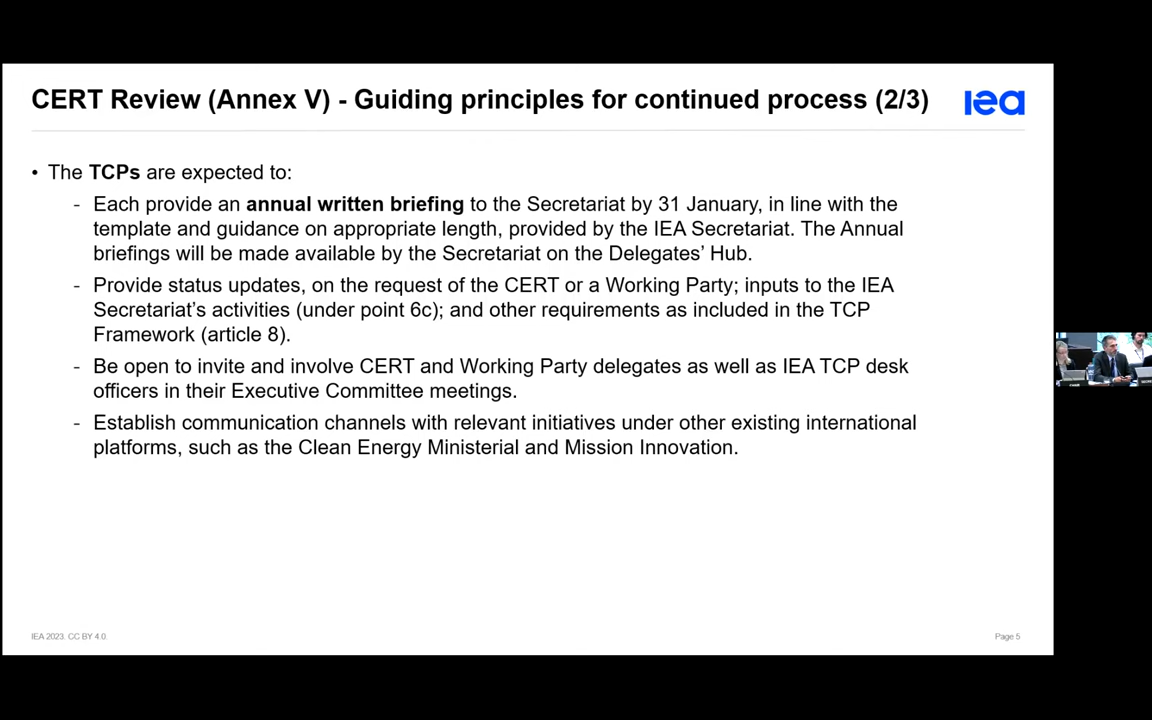 CERT Review (Annex V) - Guiding principles for continued process (2/3)
iea
• The TCPs are expected to:
- Each provide an annual written briefing to the Secretariat by 31 January, in line with the
template and guidance on appropriate length, provided by the IEA Secretariat. The Annual
briefings will be made available by the Secretariat on the Delegates’ Hub.
- Provide status updates, on the request of the CERT or a Working Party; inputs to the IEA
Secretariat’s activities (under point 6c); and other requirements as included in the TCP
Framework (article 8).
- Be open to invite and involve CERT and Working Party delegates as well as IEA TCP desk
officers in their Executive Committee meetings.
- Establish communication channels with relevant initiatives under other existing international
platforms, such as the Clean Energy Ministerial and Mission Innovation.
IEA 2023. CC BY 4.0.
Page 5